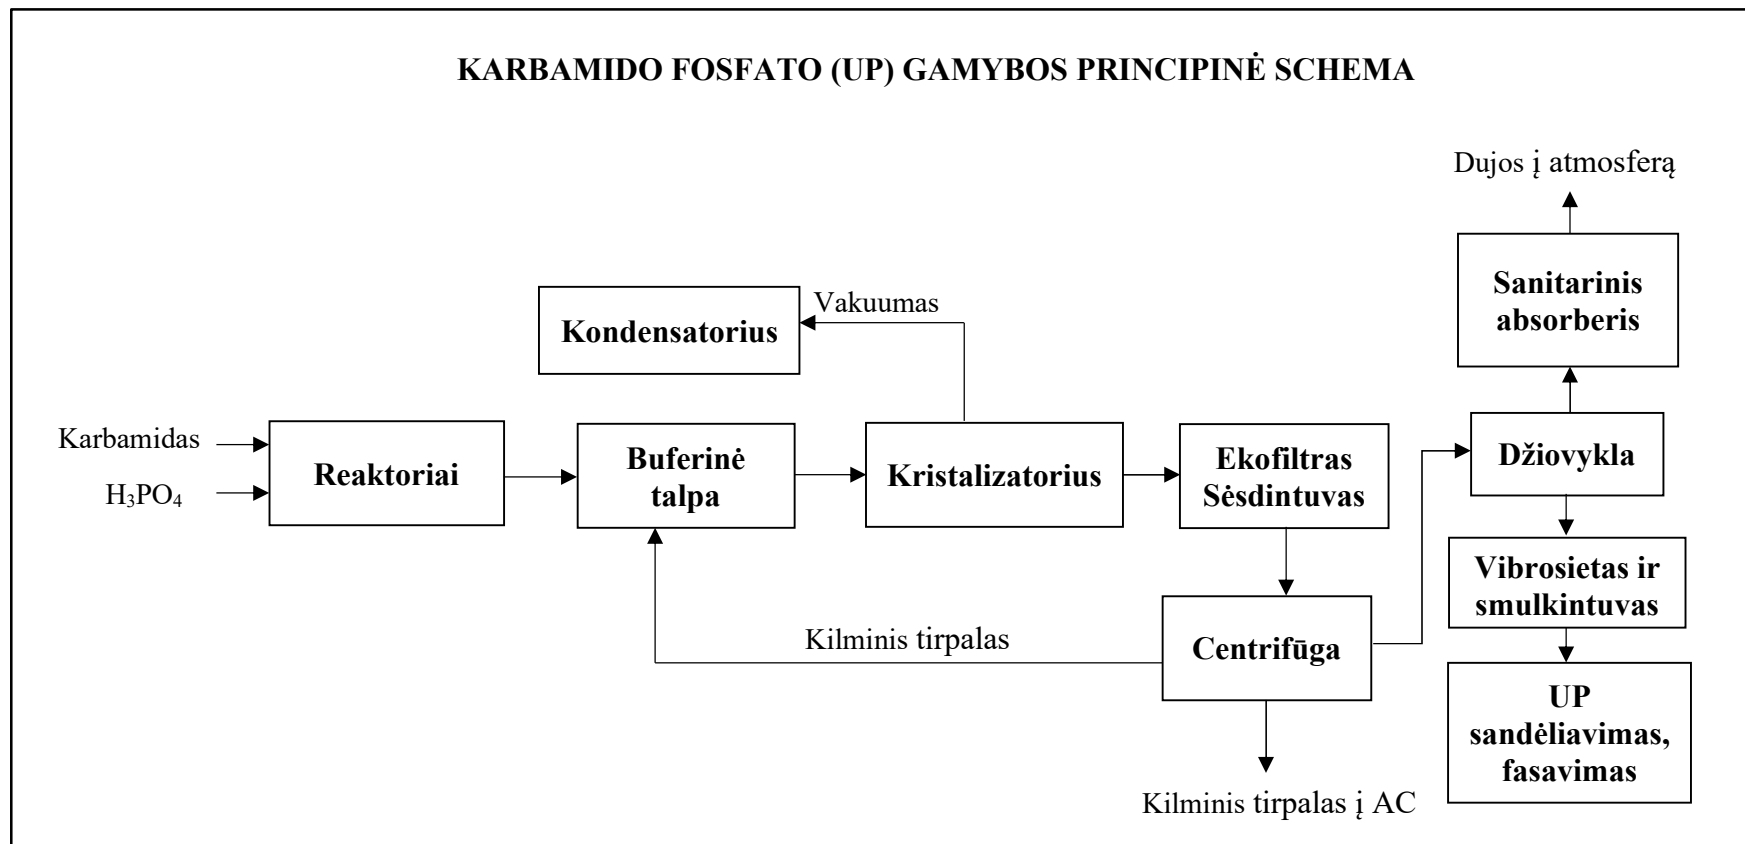 KARBAMIDO FOSFATO (UP) GAMYBOS PRINCIPINĖ SCHEMA
Dujos į atmosferą
Sanitarinis
absorberis
Vakuumas
Kondensatorius
Karbamidas
H₃PO₄
Reaktoriai
Buferinė
talpa
Kristalizatorius
Ekofiltras
Sėsdintuvas
Džiovykla
Vibrosietas ir
smulkintuvas
Kilminis tirpalas
Centrifūga
UP
sandėliavimas,
fasavimas
Kilminis tirpalas į AC